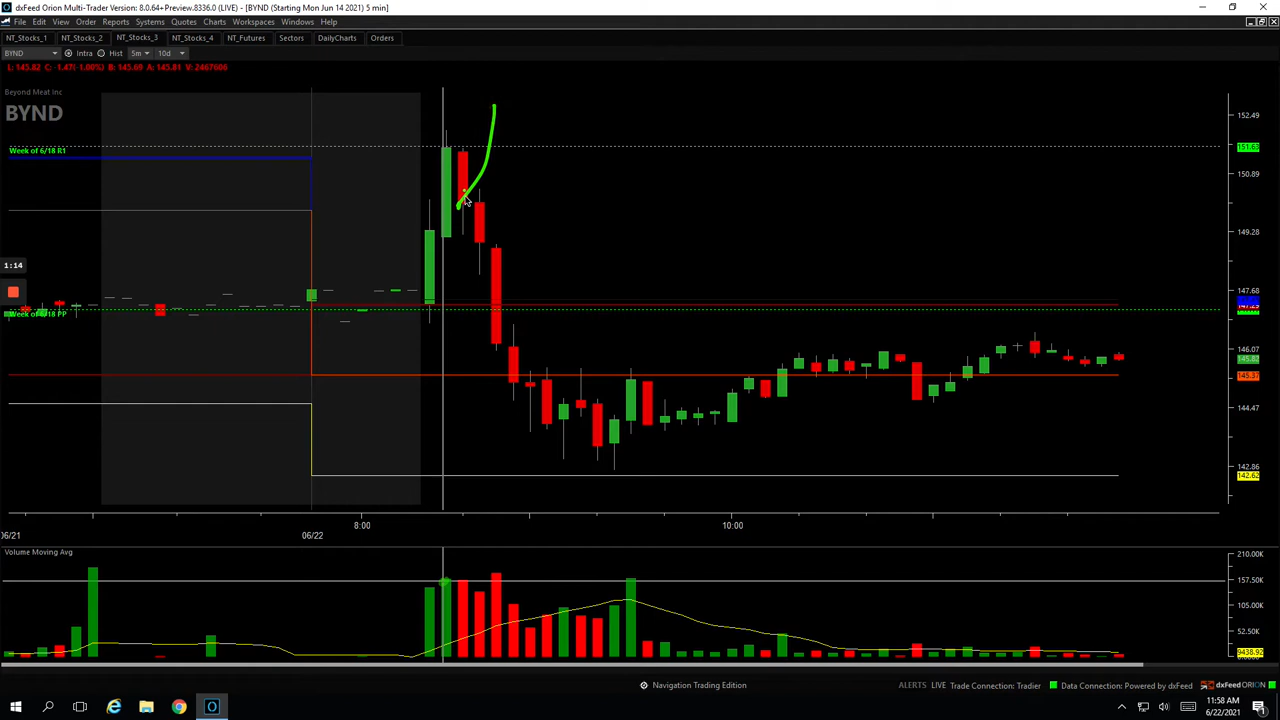 dxFeed Orion Multi-Trader Version: 8.0.64+Preview.8336.0 (LIVE) - [BYND (Starting Mon Jun 14 2021) 5 min]
File Edit View Order Reports Systems Quotes Charts Workspaces Windows Help
NT_Stocks_1 NT_Stocks_2 NT_Stocks_3 NT_Stocks_4 NT_Futures Sectors DailyCharts Orders
BYND Intra Hist 5m 10d
L: 145.82 C: -1.47(-1.00%) B: 145.69 A: 145.81 V: 2467606
Beyond Meat Inc
BYND
152.49
Week of 6/18 R1
151.63
150.89
149.28
1:14
147.68
147.29
Week of 6/18 PP
146.07
145.82
145.37
144.47
142.86
142.62
8:00 10:00
06/21 06/22
Volume Moving Avg
210.00K
157.50K
105.00K
52.50K
9438.92
Navigation Trading Edition
ALERTS LIVE Trade Connection: Trader Data Connection: Powered by dxFeed dxFeed ORION
11:58 AM
6/22/2021